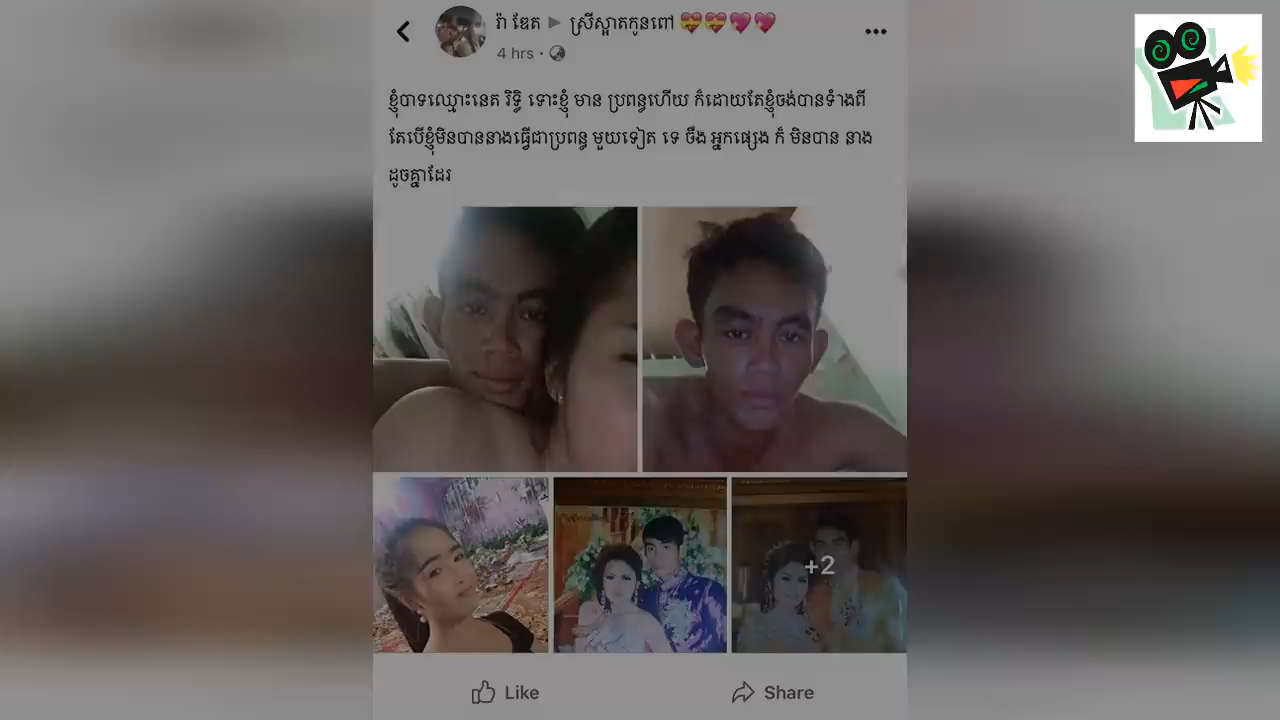 រ៉ា ឌែត ▶ ស្រីស្អាតកូនពៅ 💝💝💖💖
4 hrs ·
ខ្ញុំបាទឈ្មោះនេត រិទ្ធិ ទោះខ្ញុំ មាន ប្រពន្ធហើយ ក៏ដោយតែខ្ញុំចង់បានទំាងពី
តែបើខ្ញុំមិនបាននាងធ្វើជាប្រពន្ធ មួយទៀត ទេ ចឹង អ្នកផ្សេង ក៏ មិនបាន នាង
ដូចគ្នាដែរ
+2
Like
Share